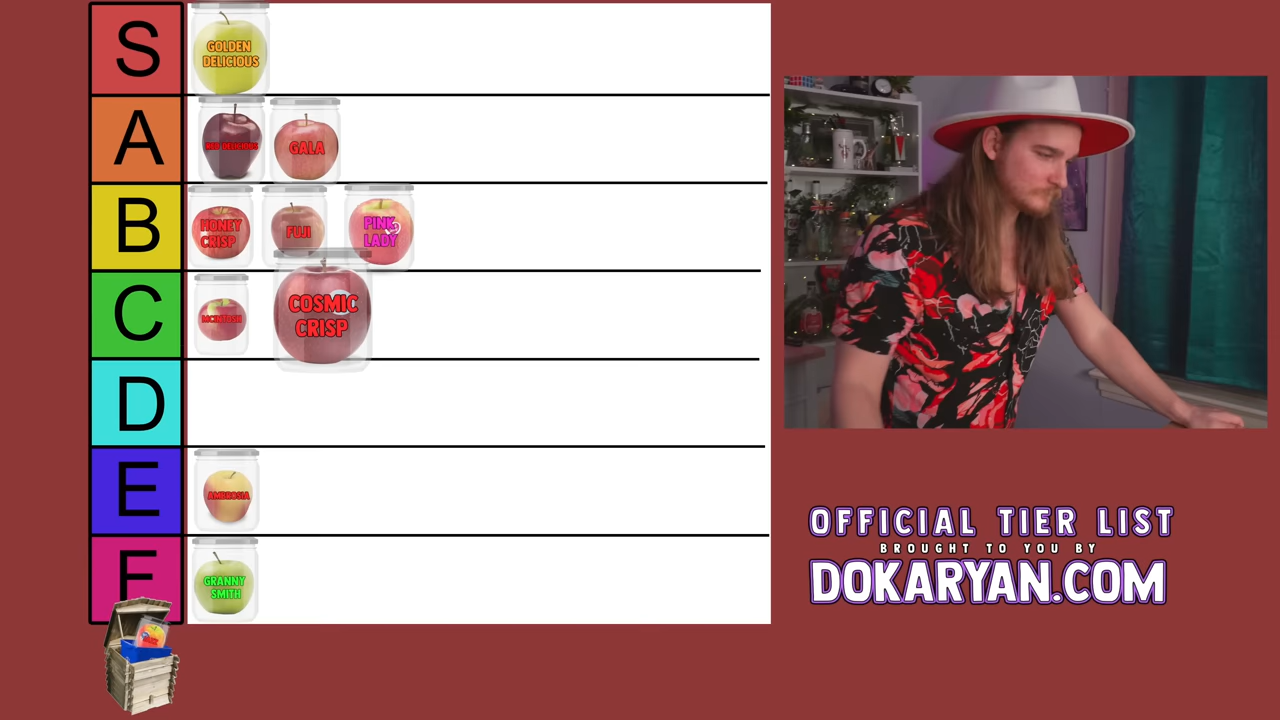 S
GOLDEN
DELICIOUS
A
RED DELICIOUS
GALA
B
HONEY
CRISP
FUJI
PINK
LADY
C
MCINTOSH
COSMIC
CRISP
D
E
AMBROSIA
F
GRANNY
SMITH
OFFICIAL TIER LIST
BROUGHT TO YOU BY
DOKARYAN.COM